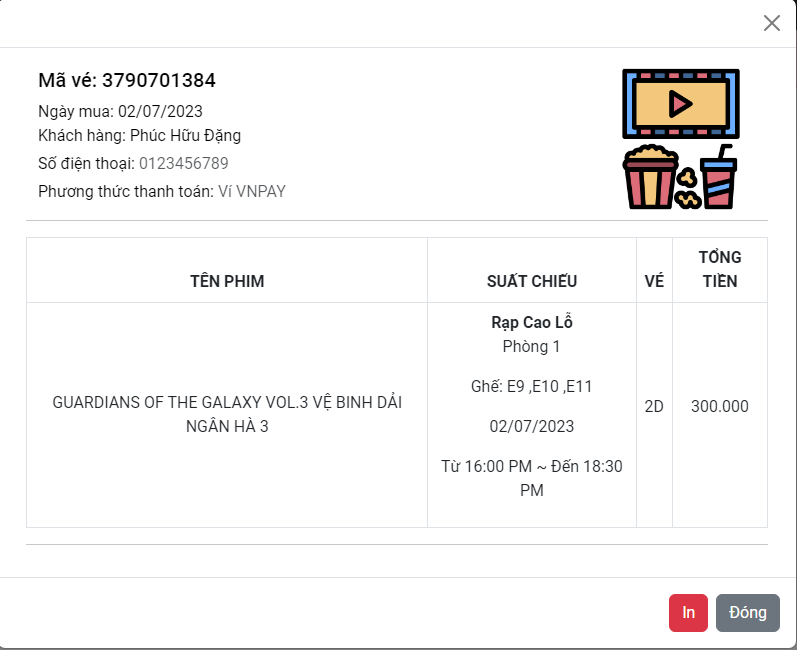 Mã vé: 3790701384
Ngày mua: 02/07/2023
Khách hàng: Phúc Hữu Đặng
Số điện thoại: 0123456789
Phương thức thanh toán: Ví VNPAY
TÊN PHIM
SUẤT CHIẾU
VÉ
TỔNG
TIỀN
GUARDIANS OF THE GALAXY VOL.3 VỆ BINH DẢI
NGÂN HÀ 3
Rạp Cao Lỗ
Phòng 1
Ghế: E9 ,E10 ,E11
02/07/2023
Từ 16:00 PM ~ Đến 18:30
PM
2D
300.000
In
Đóng